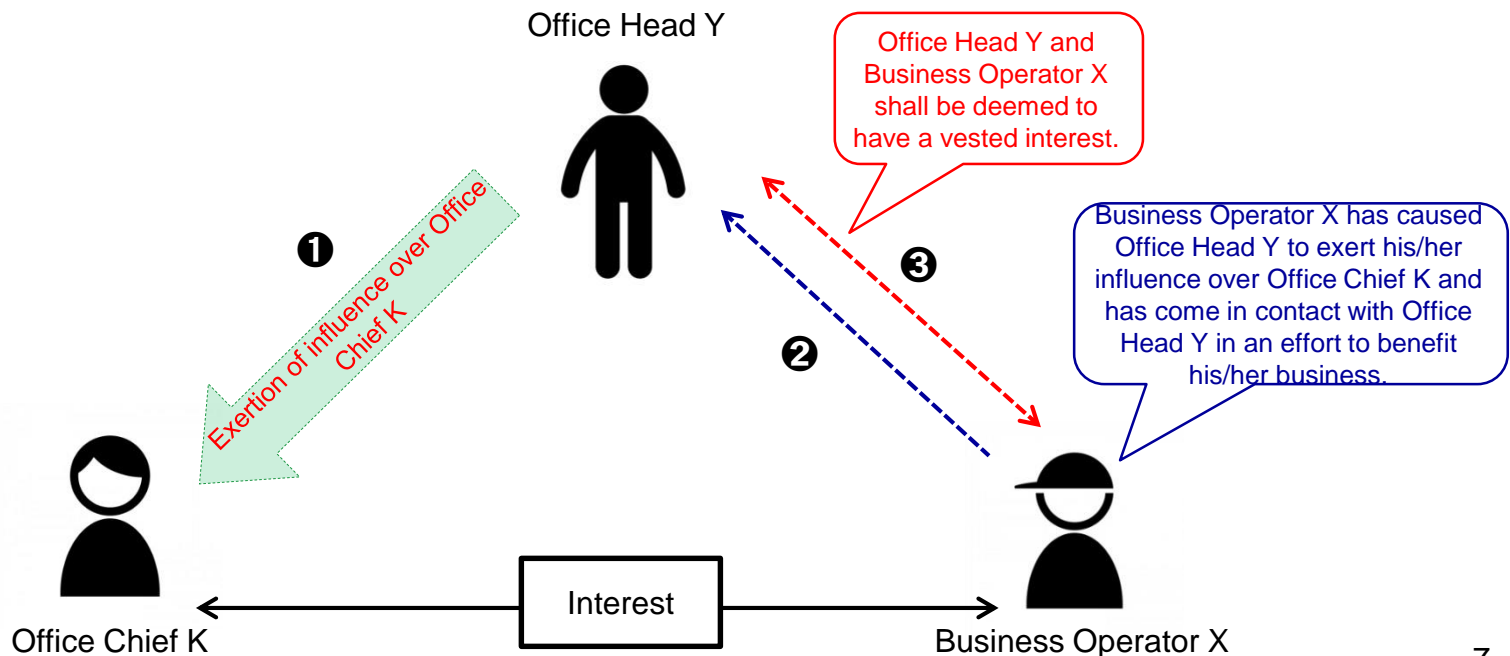 Office Head Y
Office Head Y and
Business Operator X
shall be deemed to
have a vested interest.
❶
Exertion of influence over Office
Chief K
❸
❷
Business Operator X has caused
Office Head Y to exert his/her
influence over Office Chief K and
has come in contact with Office
Head Y in an effort to benefit
his/her business.
Interest
Office Chief K
Business Operator X
7